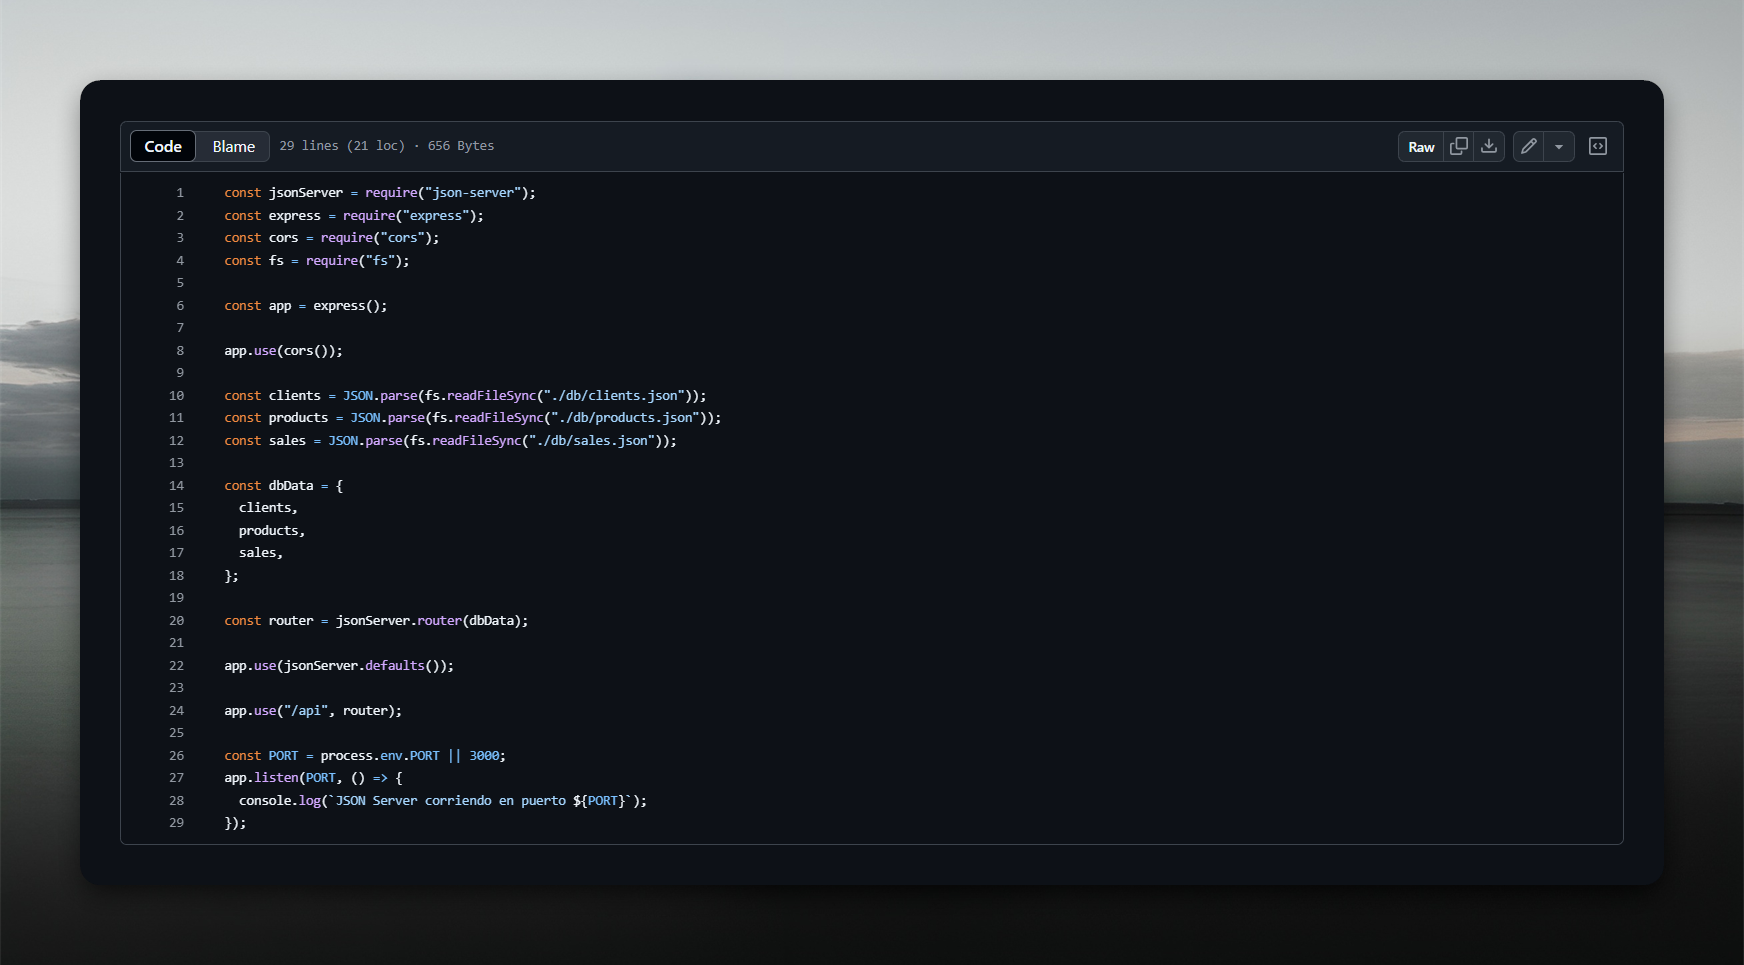 Code Blame 29 lines (21 loc) · 656 Bytes Raw
1 const jsonServer = require("json-server");
2 const express = require("express");
3 const cors = require("cors");
4 const fs = require("fs");
5
6 const app = express();
7
8 app.use(cors());
9
10 const clients = JSON.parse(fs.readFileSync("./db/clients.json"));
11 const products = JSON.parse(fs.readFileSync("./db/products.json"));
12 const sales = JSON.parse(fs.readFileSync("./db/sales.json"));
13
14 const dbData = {
15   clients,
16   products,
17   sales,
18 };
19
20 const router = jsonServer.router(dbData);
21
22 app.use(jsonServer.defaults());
23
24 app.use("/api", router);
25
26 const PORT = process.env.PORT || 3000;
27 app.listen(PORT, () => {
28   console.log(`JSON Server corriendo en puerto ${PORT}`);
29 });